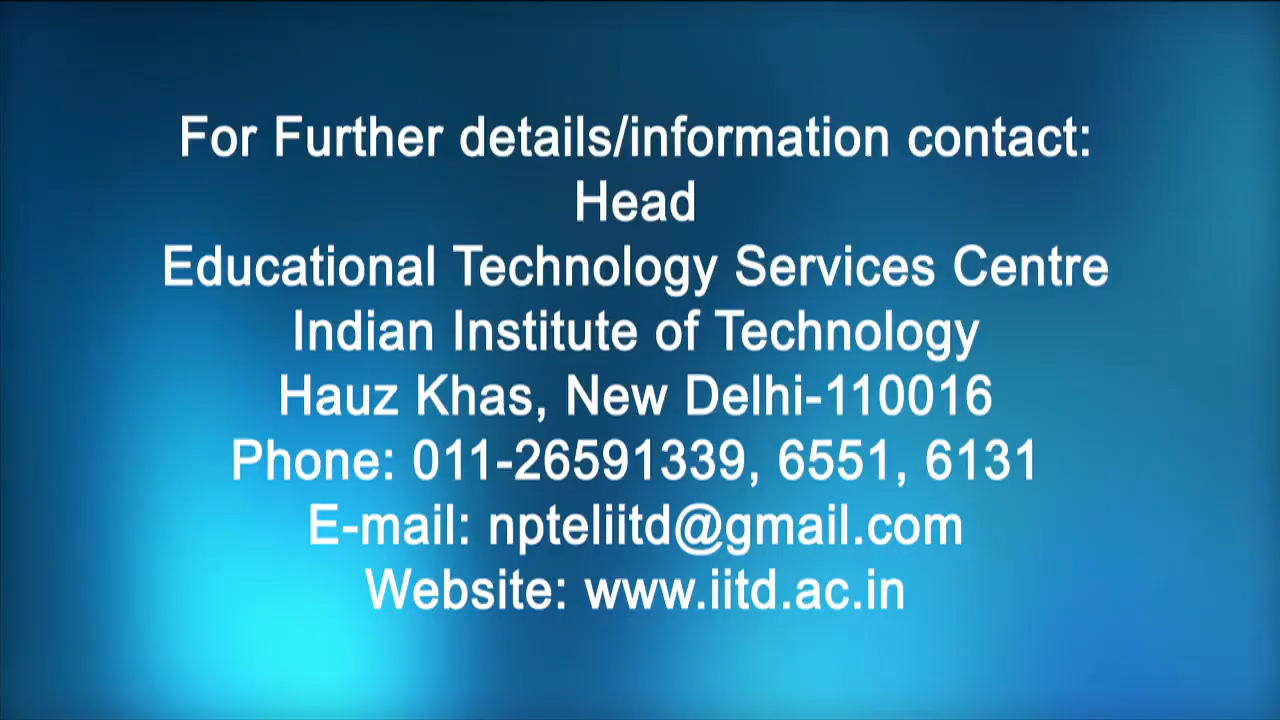 For Further details/information contact:
Head
Educational Technology Services Centre
Indian Institute of Technology
Hauz Khas, New Delhi-110016
Phone: 011-26591339, 6551, 6131
E-mail: npteliitd@gmail.com
Website: www.iitd.ac.in